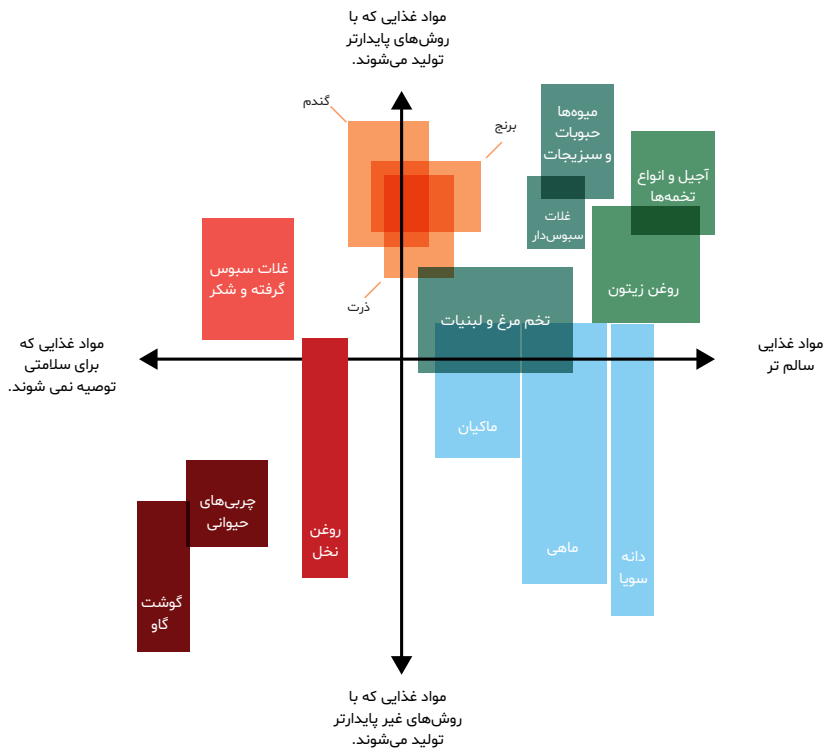 مواد غذایی که با
روش‌های پایدارتر
تولید می‌شوند.
گندم
برنج
میوه‌ها
حبوبات
و سبزیجات
آجیل و انواع
تخمه‌ها
غلات
سبوس‌دار
غلات سبوس
گرفته و شکر
روغن زیتون
ذرت
تخم مرغ و لبنیات
مواد غذایی
سالم تر
مواد غذایی که
برای سلامتی
توصیه نمی شوند.
ماکیان
چربی‌های
حیوانی
روغن
نخل
ماهی
دانه
سویا
گوشت
گاو
مواد غذایی که با
روش‌های غیر پایدارتر
تولید می‌شوند.